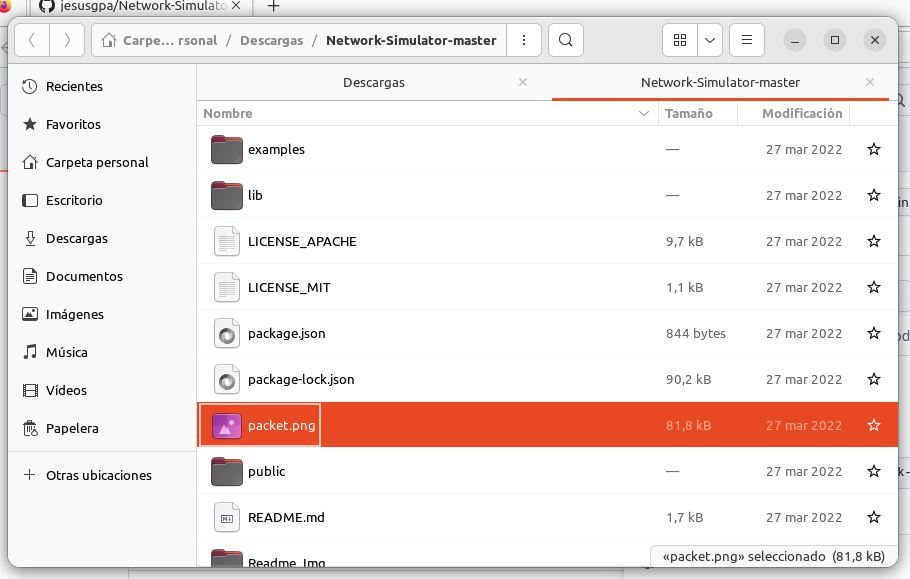 jesusgpa/Network-Simulato
Carpe... rsonal / Descargas / Network-Simulator-master
Recientes
Favoritos
Carpeta personal
Escritorio
Descargas
Documentos
Imágenes
Música
Vídeos
Papelera
Otras ubicaciones
Descargas
Network-Simulator-master
Nombre Tamaño Modificación
examples — 27 mar 2022
lib — 27 mar 2022
LICENSE_APACHE 9,7 kB 27 mar 2022
LICENSE_MIT 1,1 kB 27 mar 2022
package.json 844 bytes 27 mar 2022
package-lock.json 90,2 kB 27 mar 2022
packet.png 81,8 kB 27 mar 2022
public — 27 mar 2022
README.md 1,7 kB 27 mar 2022
Readme_Img
«packet.png» seleccionado (81,8 kB)